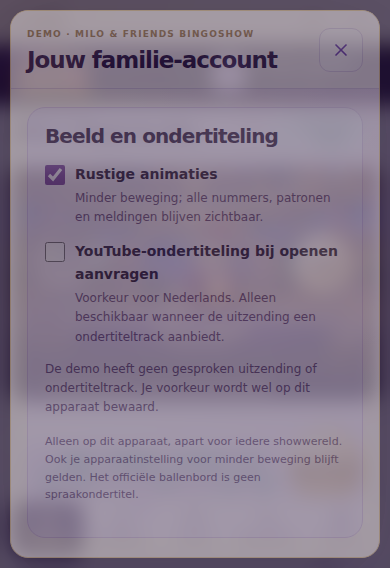 DEMO · MILO & FRIENDS BINGOSHOW
Jouw familie-account
Beeld en ondertiteling
Rustige animaties
Minder beweging; alle nummers, patronen
en meldingen blijven zichtbaar.
YouTube-ondertiteling bij openen
aanvragen
Voorkeur voor Nederlands. Alleen
beschikbaar wanneer de uitzending een
ondertiteltrack aanbiedt.
De demo heeft geen gesproken uitzending of
ondertiteltrack. Je voorkeur wordt wel op dit
apparaat bewaard.
Alleen op dit apparaat, apart voor iedere showwereld.
Ook je apparaatinstelling voor minder beweging blijft
gelden. Het officiële ballenbord is geen
spraakondertitel.